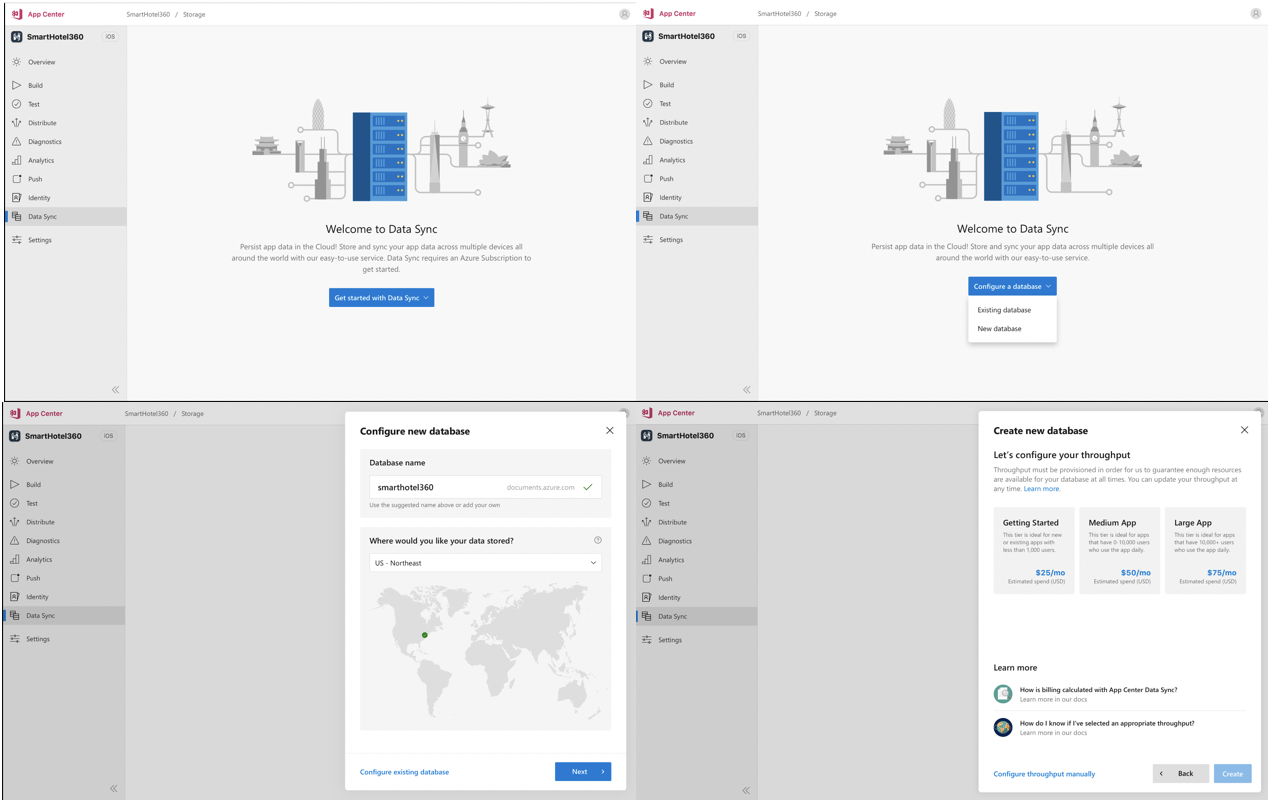 App Center
SmartHotel360 / Storage
SmartHotel360
iOS
Overview
Build
Test
Distribute
Diagnostics
Analytics
Push
Identity
Data Sync
Settings
Welcome to Data Sync
Persist app data in the Cloud! Store and sync your app data across multiple devices all
around the world with our easy-to-use service. Data Sync requires an Azure Subscription to
get started.
Get started with Data Sync
App Center
SmartHotel360 / Storage
SmartHotel360
iOS
Overview
Build
Test
Distribute
Diagnostics
Analytics
Push
Identity
Data Sync
Settings
Welcome to Data Sync
Persist app data in the Cloud! Store and sync your app data across multiple devices all
around the world with our easy-to-use service.
Configure a database
Existing database
New database
App Center
SmartHotel360 / Storage
SmartHotel360
iOS
Overview
Build
Test
Distribute
Diagnostics
Analytics
Push
Identity
Data Sync
Settings
Configure new database
Database name
smarthotel360 documents.azure.com
Use the suggested name above or add your own
Where would you like your data stored?
US - Northeast
Configure existing database
Next
App Center
SmartHotel360 / Storage
SmartHotel360
iOS
Overview
Build
Test
Distribute
Diagnostics
Analytics
Push
Identity
Data Sync
Settings
Create new database
Let's configure your throughput
Throughput must be provisioned in order for us to guarantee enough resources
are available for your database at all times. You can update your throughput at
any time. Learn more.
Getting Started
This tier is ideal for new
or existing apps with
less than 1,000 users.
$25/mo
Estimated spend (USD)
Medium App
This tier is ideal for apps
that have 0-10,000 users
who use the app daily.
$50/mo
Estimated spend (USD)
Large App
This tier is ideal for apps
that have 10,000+ users
who use the app daily.
$75/mo
Estimated spend (USD)
Learn more
How is billing calculated with App Center Data Sync?
Learn more in our docs
How do I know if I've selected an appropriate throughput?
Learn more in our docs
Configure throughput manually
Back
Create